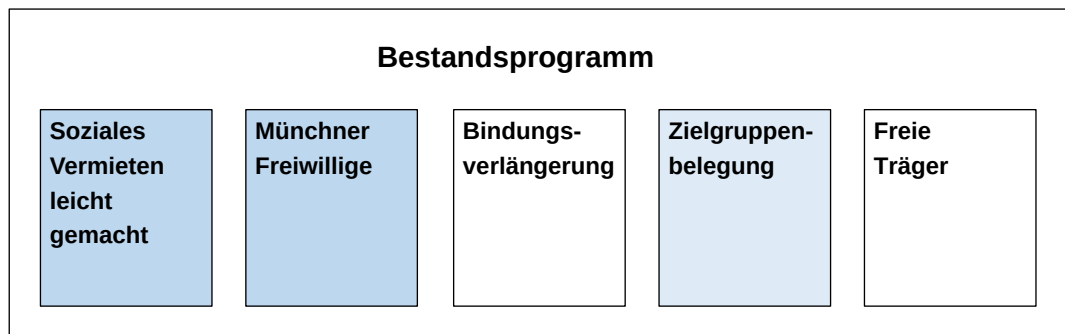 Bestandsprogramm
Soziales
Vermieten
leicht
gemacht
Münchner
Freiwillige
Bindungs-
verlängerung
Zielgruppen-
belegung
Freie
Träger